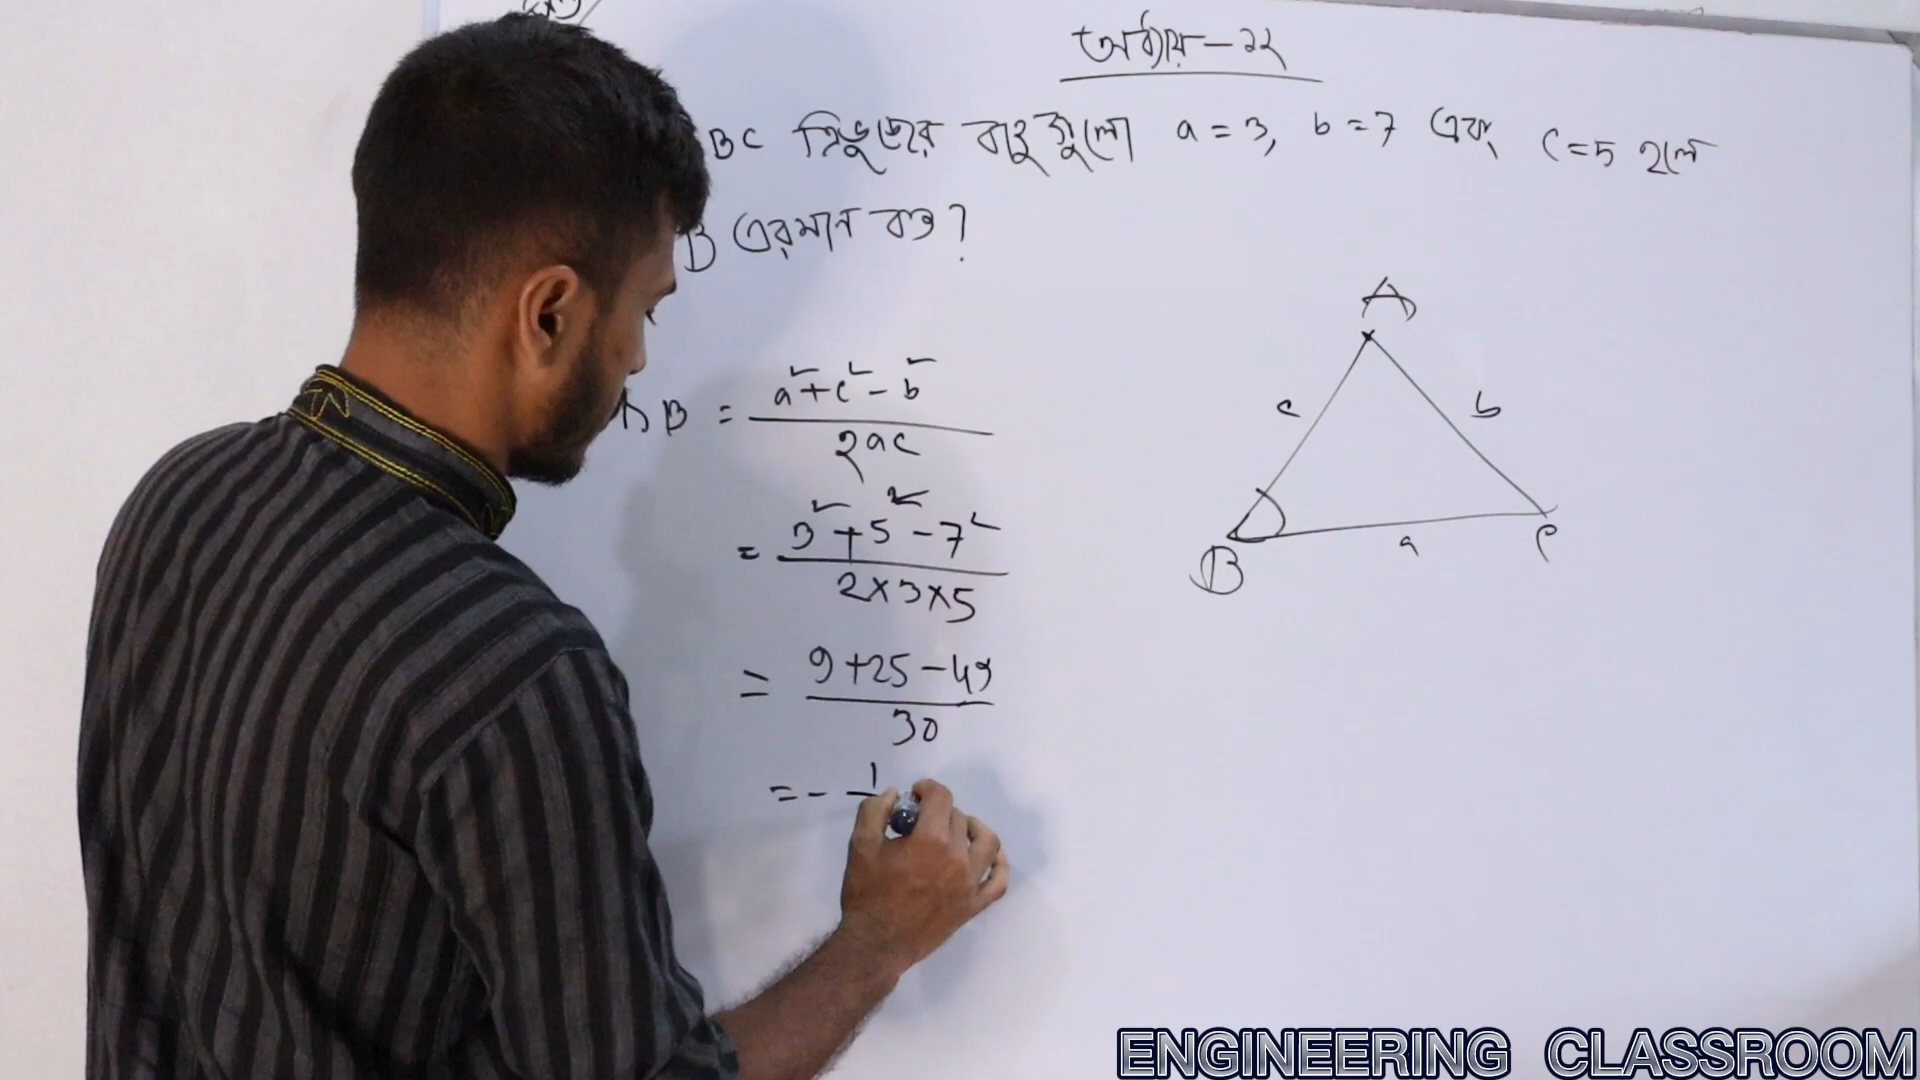 অধ্যায় – ১২
BC ত্রিভুজের বাহুগুলো a = 3, b = 7 এবং c = 5 হলে
B এর মান কত?
B = a² + c² – b²
2ac
= 3² + 5² – 7²
2×3×5
= 9+25 – 49
30
= – 1
A
c
b
B
a
C
ENGINEERING CLASSROOM